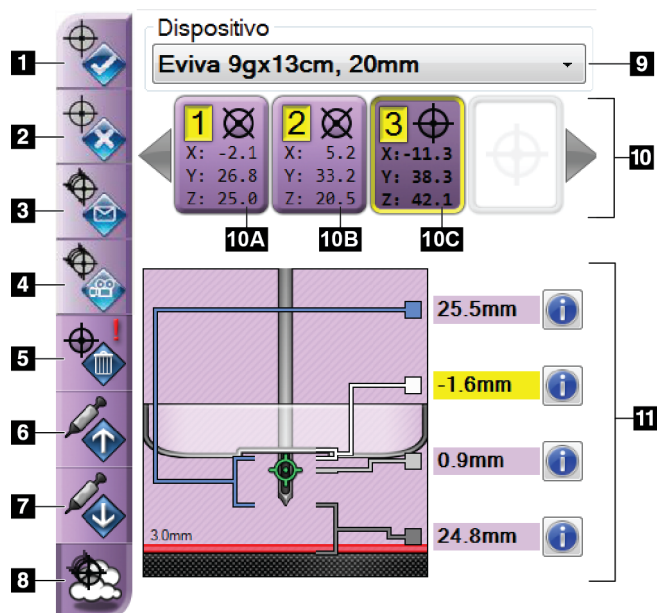 Dispositivo
1
Eviva 9gx13cm, 20mm
9
2
1
X: -2.1
Y: 26.8
Z: 25.0
2
X: 5.2
Y: 33.2
Z: 20.5
3
X:-11.3
Y: 38.3
Z: 42.1
10
3
10A
10B
10C
4
25.5mm
5
!
-1.6mm
11
6
0.9mm
7
3.0mm
24.8mm
8